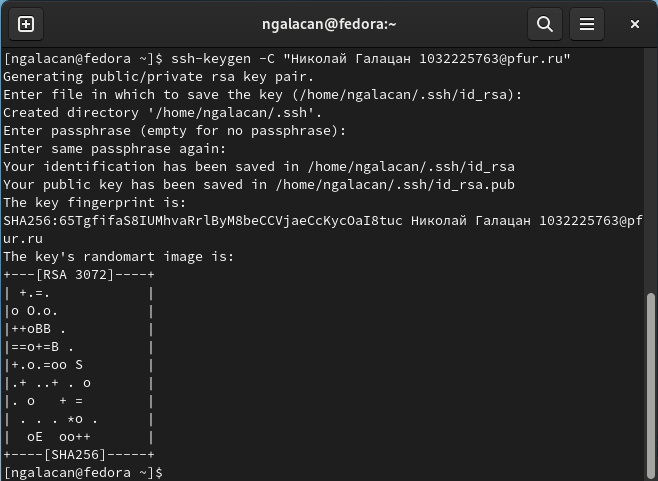 ngalacan@fedora:~
[ngalacan@fedora ~]$ ssh-keygen -C "Николай Галацан 1032225763@pfur.ru"
Generating public/private rsa key pair.
Enter file in which to save the key (/home/ngalacan/.ssh/id_rsa):
Created directory '/home/ngalacan/.ssh'.
Enter passphrase (empty for no passphrase):
Enter same passphrase again:
Your identification has been saved in /home/ngalacan/.ssh/id_rsa
Your public key has been saved in /home/ngalacan/.ssh/id_rsa.pub
The key fingerprint is:
SHA256:65TgfifaS8IUMhvaRrlByM8beCCVjaeCcKycOaI8tuc Николай Галацан 1032225763@pf
ur.ru
The key's randomart image is:
+---[RSA 3072]----+
| +.=.            |
|o O.o.           |
|++oBB .          |
|==o+=B .         |
|+.o.=oo S        |
|.+ ..+ . o       |
|. o   + =        |
| . . . *o .      |
|  oE  oo++       |
+----[SHA256]-----+
[ngalacan@fedora ~]$